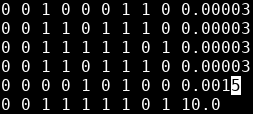 0 0 1 0 0 0 1 1 0 0.00003
0 0 1 1 0 1 1 1 0 0.00003
0 0 1 1 1 1 1 0 1 0.00003
0 0 1 1 0 1 1 1 0 0.00003
0 0 0 0 1 0 1 0 0 0.0015
0 0 1 1 1 1 1 0 1 10.0